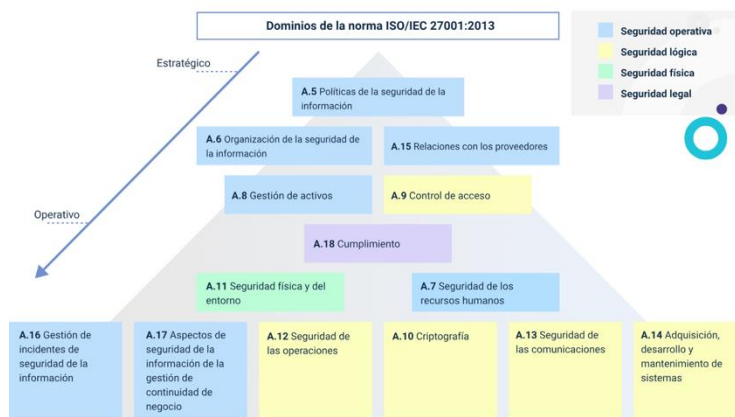 Dominios de la norma ISO/IEC 27001:2013
Seguridad operativa
Seguridad lógica
Seguridad física
Seguridad legal
Estratégico
A.5 Políticas de la seguridad de la
información
A.6 Organización de la seguridad de
la información
A.15 Relaciones con los proveedores
A.8 Gestión de activos
A.9 Control de acceso
Operativo
A.18 Cumplimiento
A.11 Seguridad física y del
entorno
A.7 Seguridad de los
recursos humanos
A.16 Gestión de
incidentes de
seguridad de la
información
A.17 Aspectos de
seguridad de la
información de la
gestión de
continuidad de
negocio
A.12 Seguridad de
las operaciones
A.10 Criptografía
A.13 Seguridad de
las comunicaciones
A.14 Adquisición,
desarrollo y
mantenimiento de
sistemas